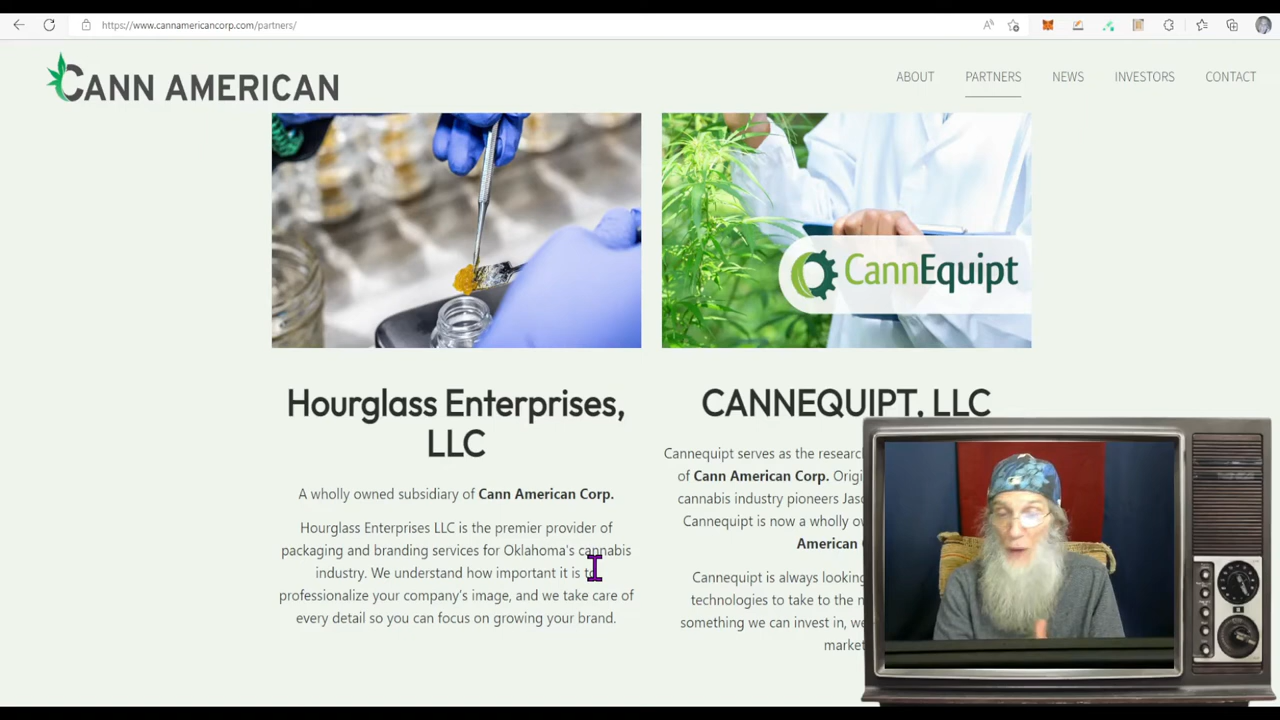 https://www.cannamericancorp.com/partners/
CANN AMERICAN
ABOUT PARTNERS NEWS INVESTORS CONTACT
CannEquipt
Hourglass Enterprises,
LLC
A wholly owned subsidiary of Cann American Corp.
Hourglass Enterprises LLC is the premier provider of
packaging and branding services for Oklahoma's cannabis
industry. We understand how important it is to
professionalize your company's image, and we take care of
every detail so you can focus on growing your brand.
CANNEQUIPT, LLC
Cannequipt serves as the
of Cann American Corp.
cannabis industry pioneers
Cannequipt is now a wholly
American
Cannequipt is always
technologies to take to the
something we can invest in,